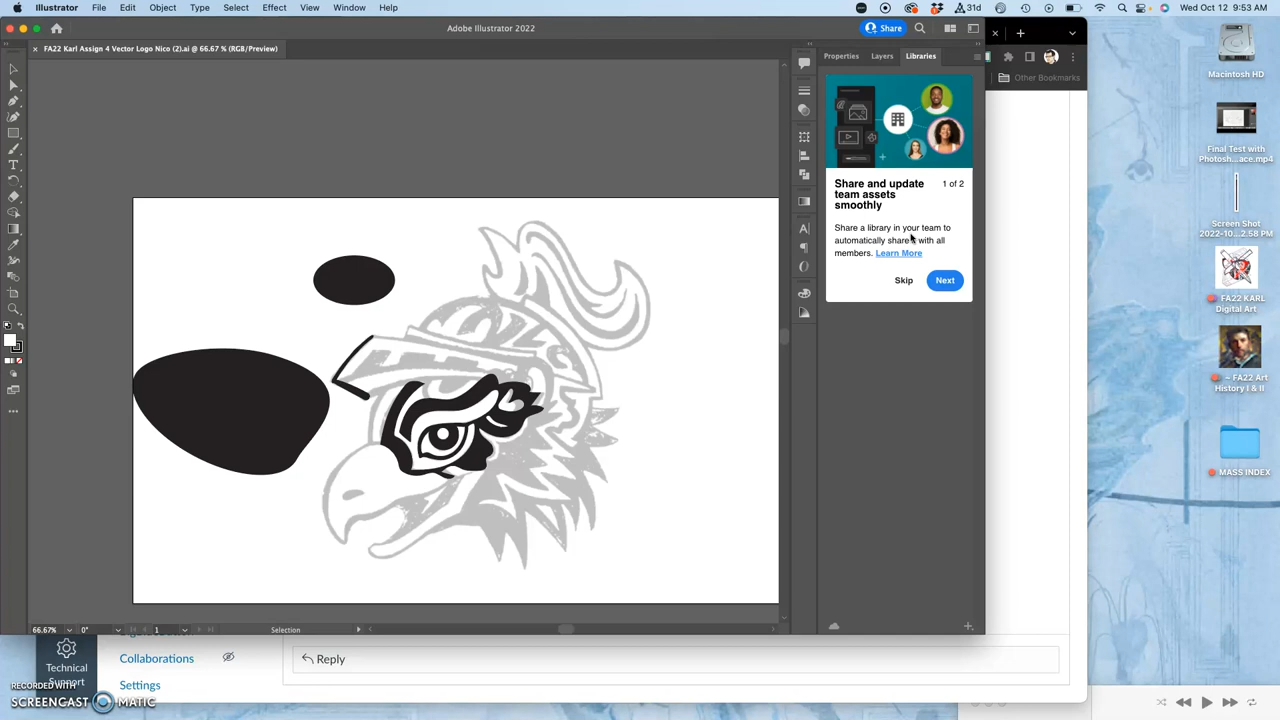 Illustrator File Edit Object Type Select Effect View Window Help
31d
Wed Oct 12 9:53 AM
Adobe Illustrator 2022
Share
× FA22 Karl Assign 4 Vector Logo Nico (2).ai @ 66.67 % (RGB/Preview)
Properties Layers Libraries
Other Bookmarks
Macintosh HD
Share and update
team assets
smoothly
1 of 2
Share a library in your team to
automatically share it with all
members. Learn More
Skip Next
Final Test with
Photosh...ace.mp4
Screen Shot
2022-10...2.58 PM
FA22 KARL
Digital Art
~ FA22 Art
History I & II
MASS INDEX
66.67% 0° 1 Selection
Technical
Support
Collaborations
Settings
Reply
RECORDED WITH
SCREENCAST MATIC